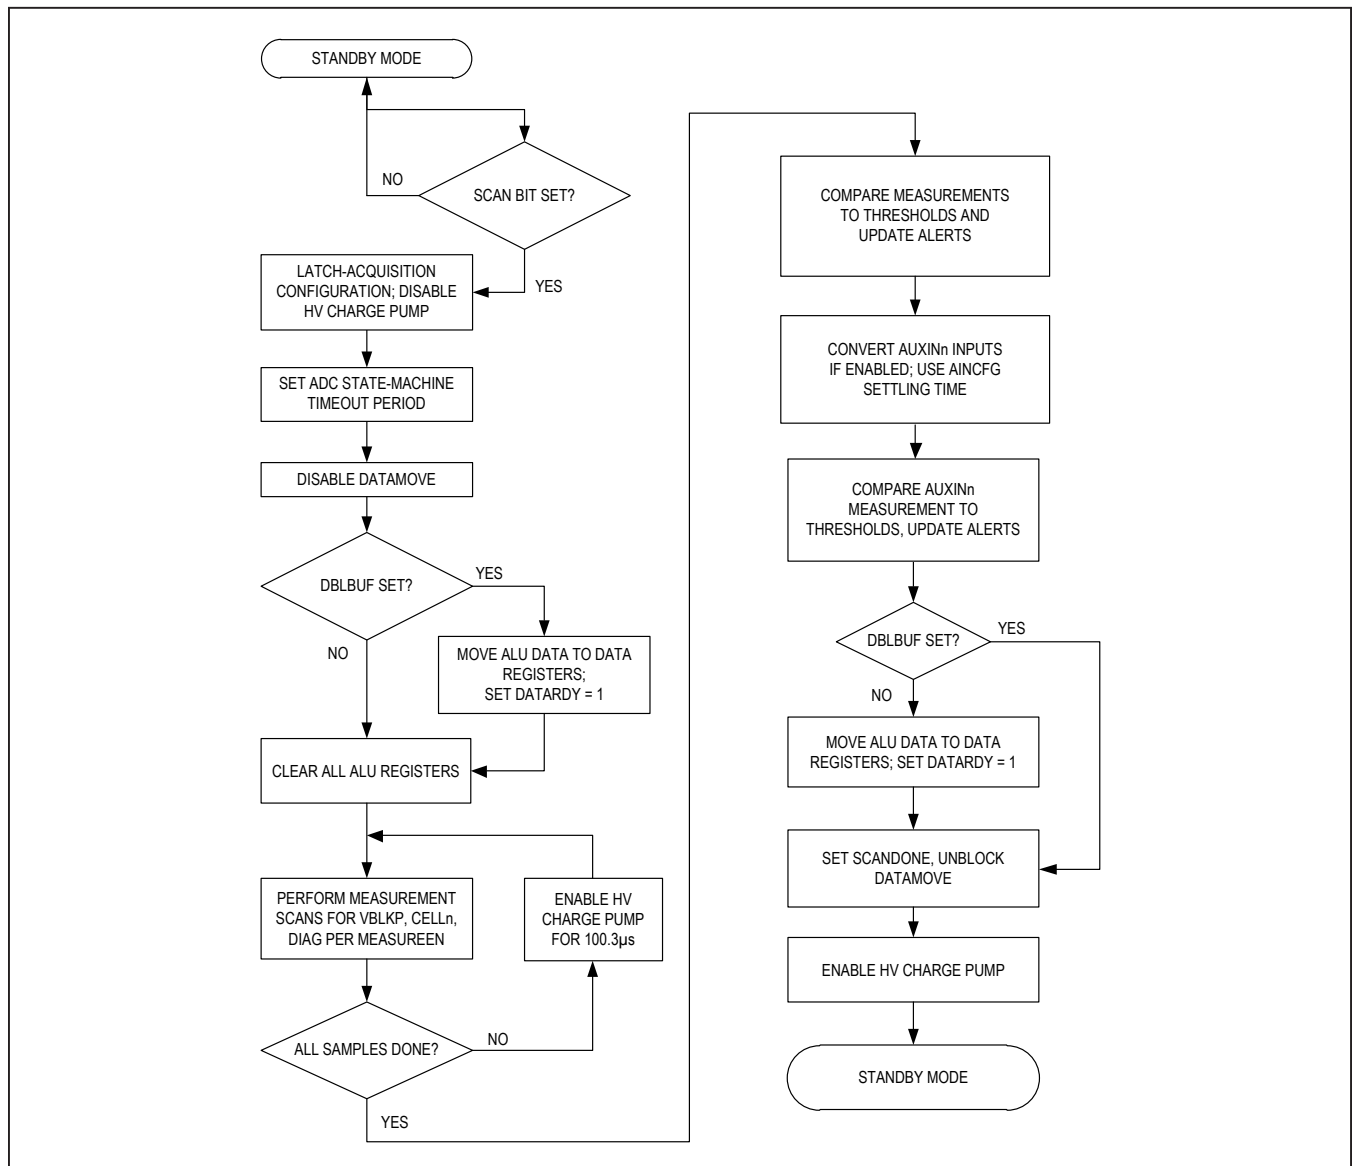 STANDBY MODE
SCAN BIT SET?
NO
YES
LATCH-ACQUISITION
CONFIGURATION; DISABLE
HV CHARGE PUMP
SET ADC STATE-MACHINE
TIMEOUT PERIOD
DISABLE DATAMOVE
DBLBUF SET?
YES
NO
MOVE ALU DATA TO DATA
REGISTERS;
SET DATARDY = 1
CLEAR ALL ALU REGISTERS
PERFORM MEASUREMENT
SCANS FOR VBLKP, CELLn,
DIAG PER MEASUREEN
ENABLE HV
CHARGE PUMP
FOR 100.3µs
ALL SAMPLES DONE?
NO
YES
COMPARE MEASUREMENTS
TO THRESHOLDS AND
UPDATE ALERTS
CONVERT AUXINn INPUTS
IF ENABLED; USE AINCFG
SETTLING TIME
COMPARE AUXINn
MEASUREMENT TO
THRESHOLDS, UPDATE ALERTS
DBLBUF SET?
YES
NO
MOVE ALU DATA TO DATA
REGISTERS; SET DATARDY = 1
SET SCANDONE, UNBLOCK
DATAMOVE
ENABLE HV CHARGE PUMP
STANDBY MODE